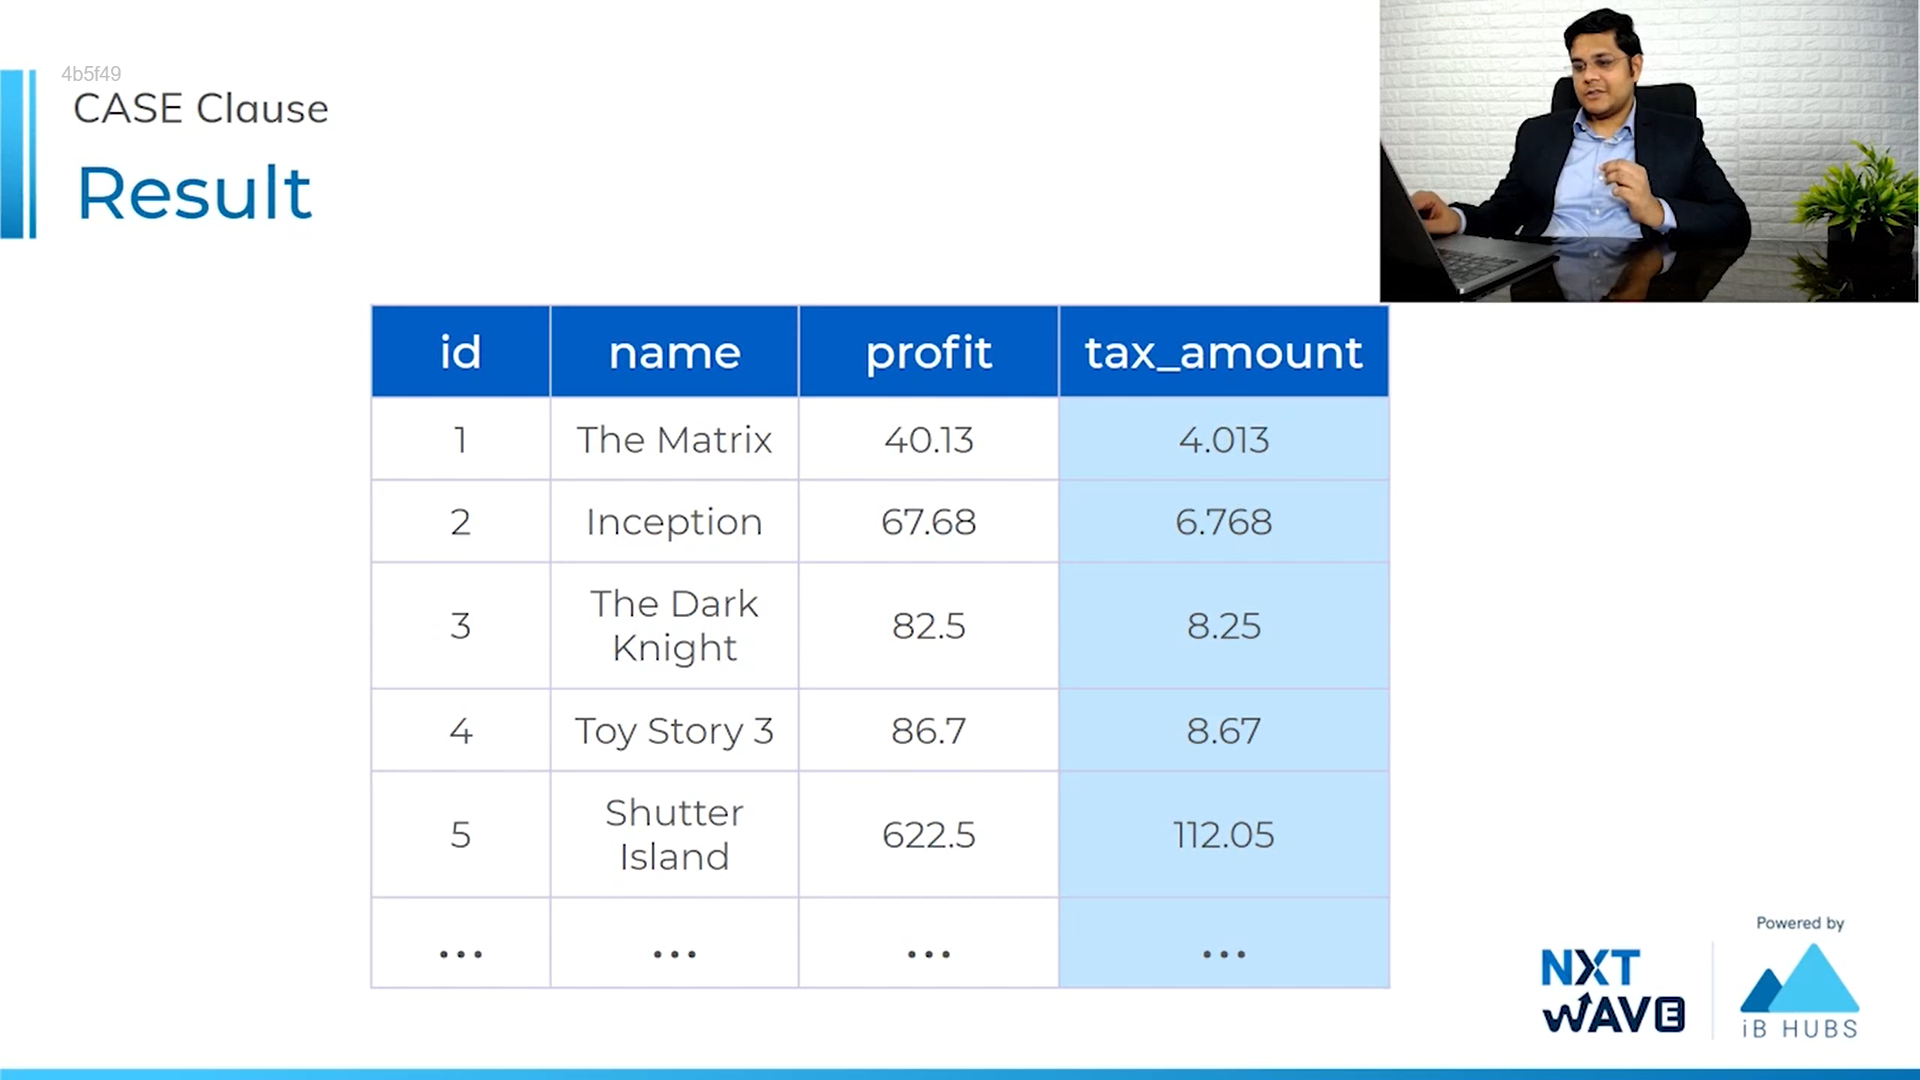 4b5f49
CASE Clause
Result
id name profit tax_amount
1 The Matrix 40.13 4.013
2 Inception 67.68 6.768
3 The Dark Knight 82.5 8.25
4 Toy Story 3 86.7 8.67
5 Shutter Island 622.5 112.05
... ... ... ...
Powered by
NXT
WAVE
iB HUBS